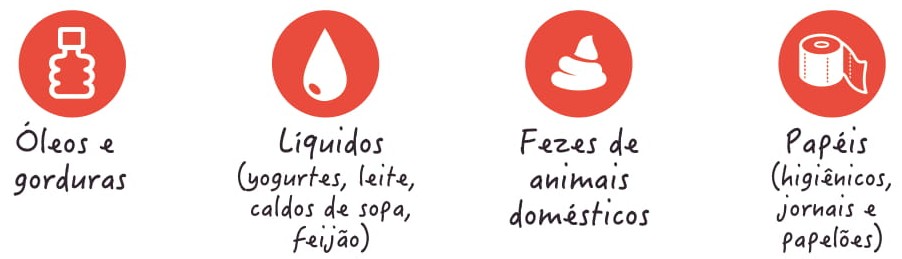 Óleos e
gorduras
Líquidos
(yogurtes, leite,
caldos de sopa,
feijão)
Fezes de
animais
domésticos
Papéis
(higiênicos,
jornais e
papelões)